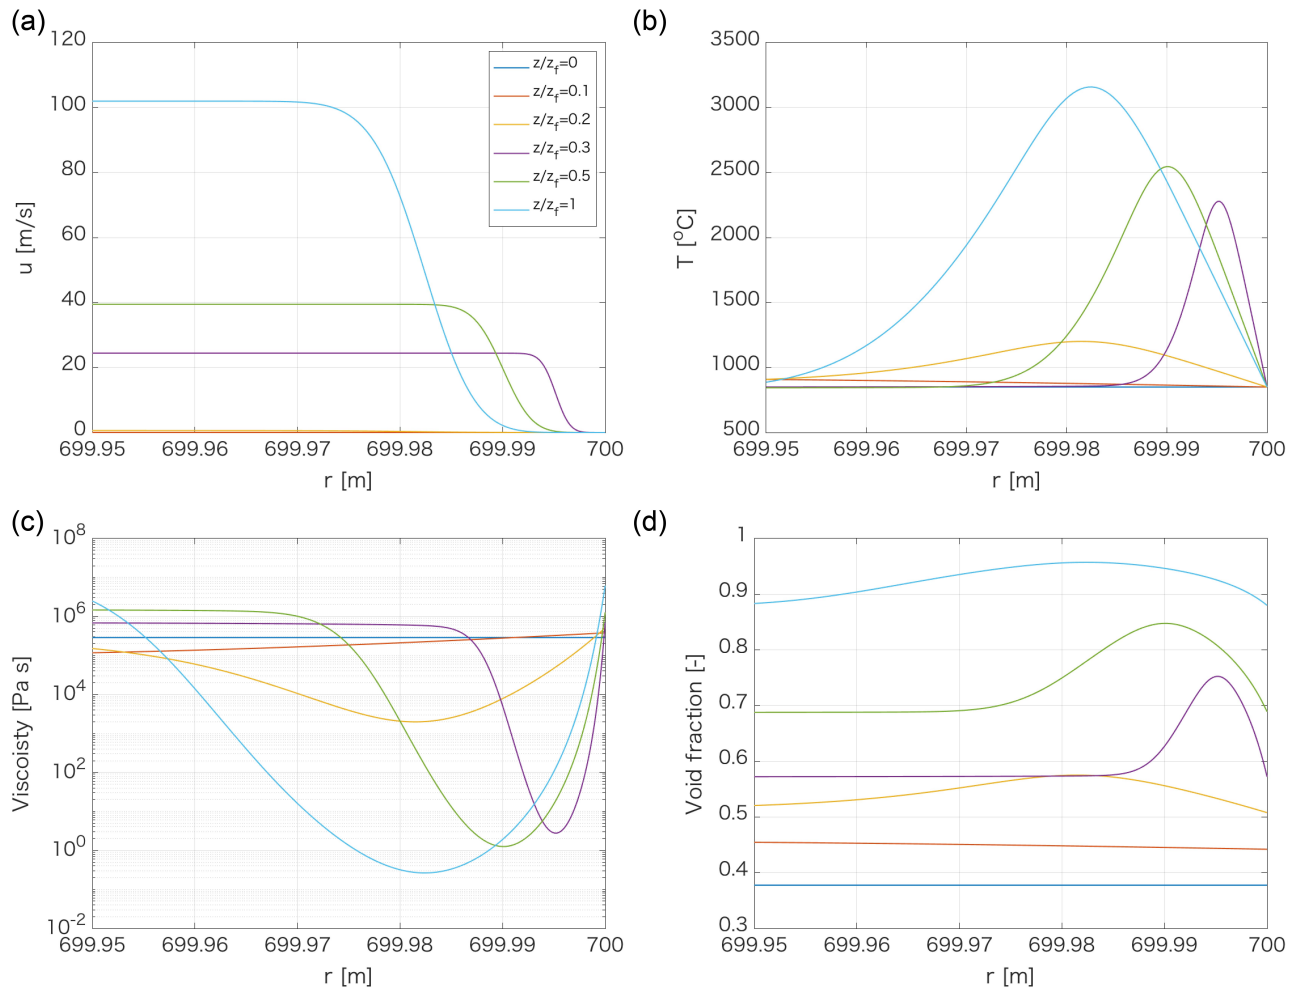 (a)
120
100
80
60
40
20
0
u [m/s]
z/z_f=0
z/z_f=0.1
z/z_f=0.2
z/z_f=0.3
z/z_f=0.5
z/z_f=1
699.95 699.96 699.97 699.98 699.99 700
r [m]
(b)
3500
3000
2500
2000
1500
1000
500
T [°C]
699.95 699.96 699.97 699.98 699.99 700
r [m]
(c)
10^8
10^6
10^4
10^2
10^0
10^-2
Viscoisty [Pa s]
699.95 699.96 699.97 699.98 699.99 700
r [m]
(d)
1
0.9
0.8
0.7
0.6
0.5
0.4
0.3
Void fraction [-]
699.95 699.96 699.97 699.98 699.99 700
r [m]